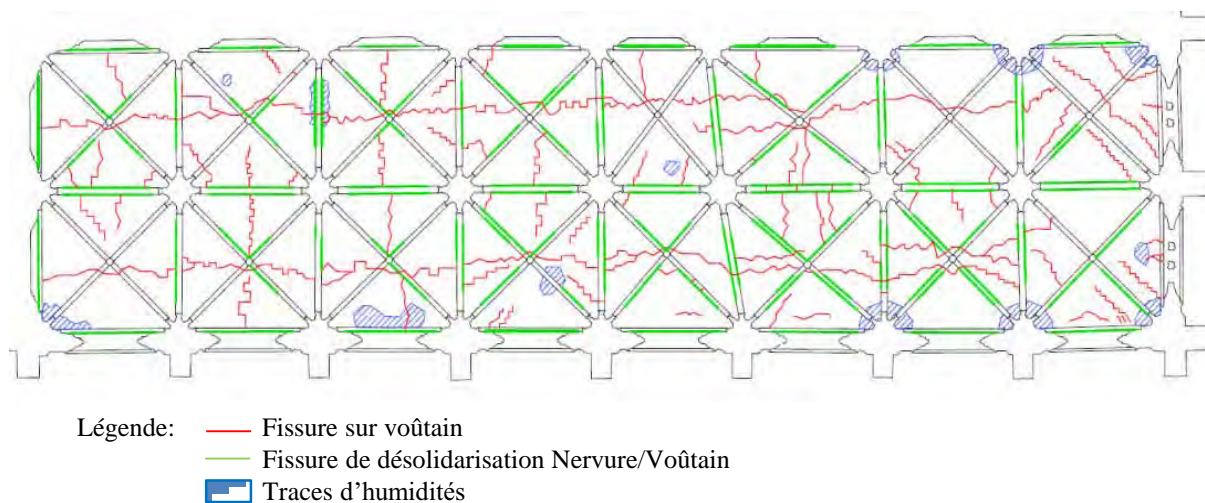 Légende:
Fissure sur voûtain
Fissure de désolidarisation Nervure/Voûtain
Traces d’humidités